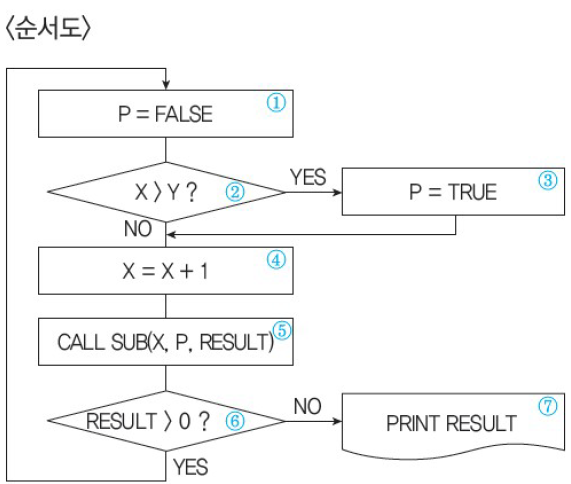 〈순서도〉
P = FALSE ①
X 〉 Y ? ②
YES
P = TRUE ③
NO
X = X + 1 ④
CALL SUB(X, P, RESULT) ⑤
RESULT 〉 0 ? ⑥
NO
PRINT RESULT ⑦
YES